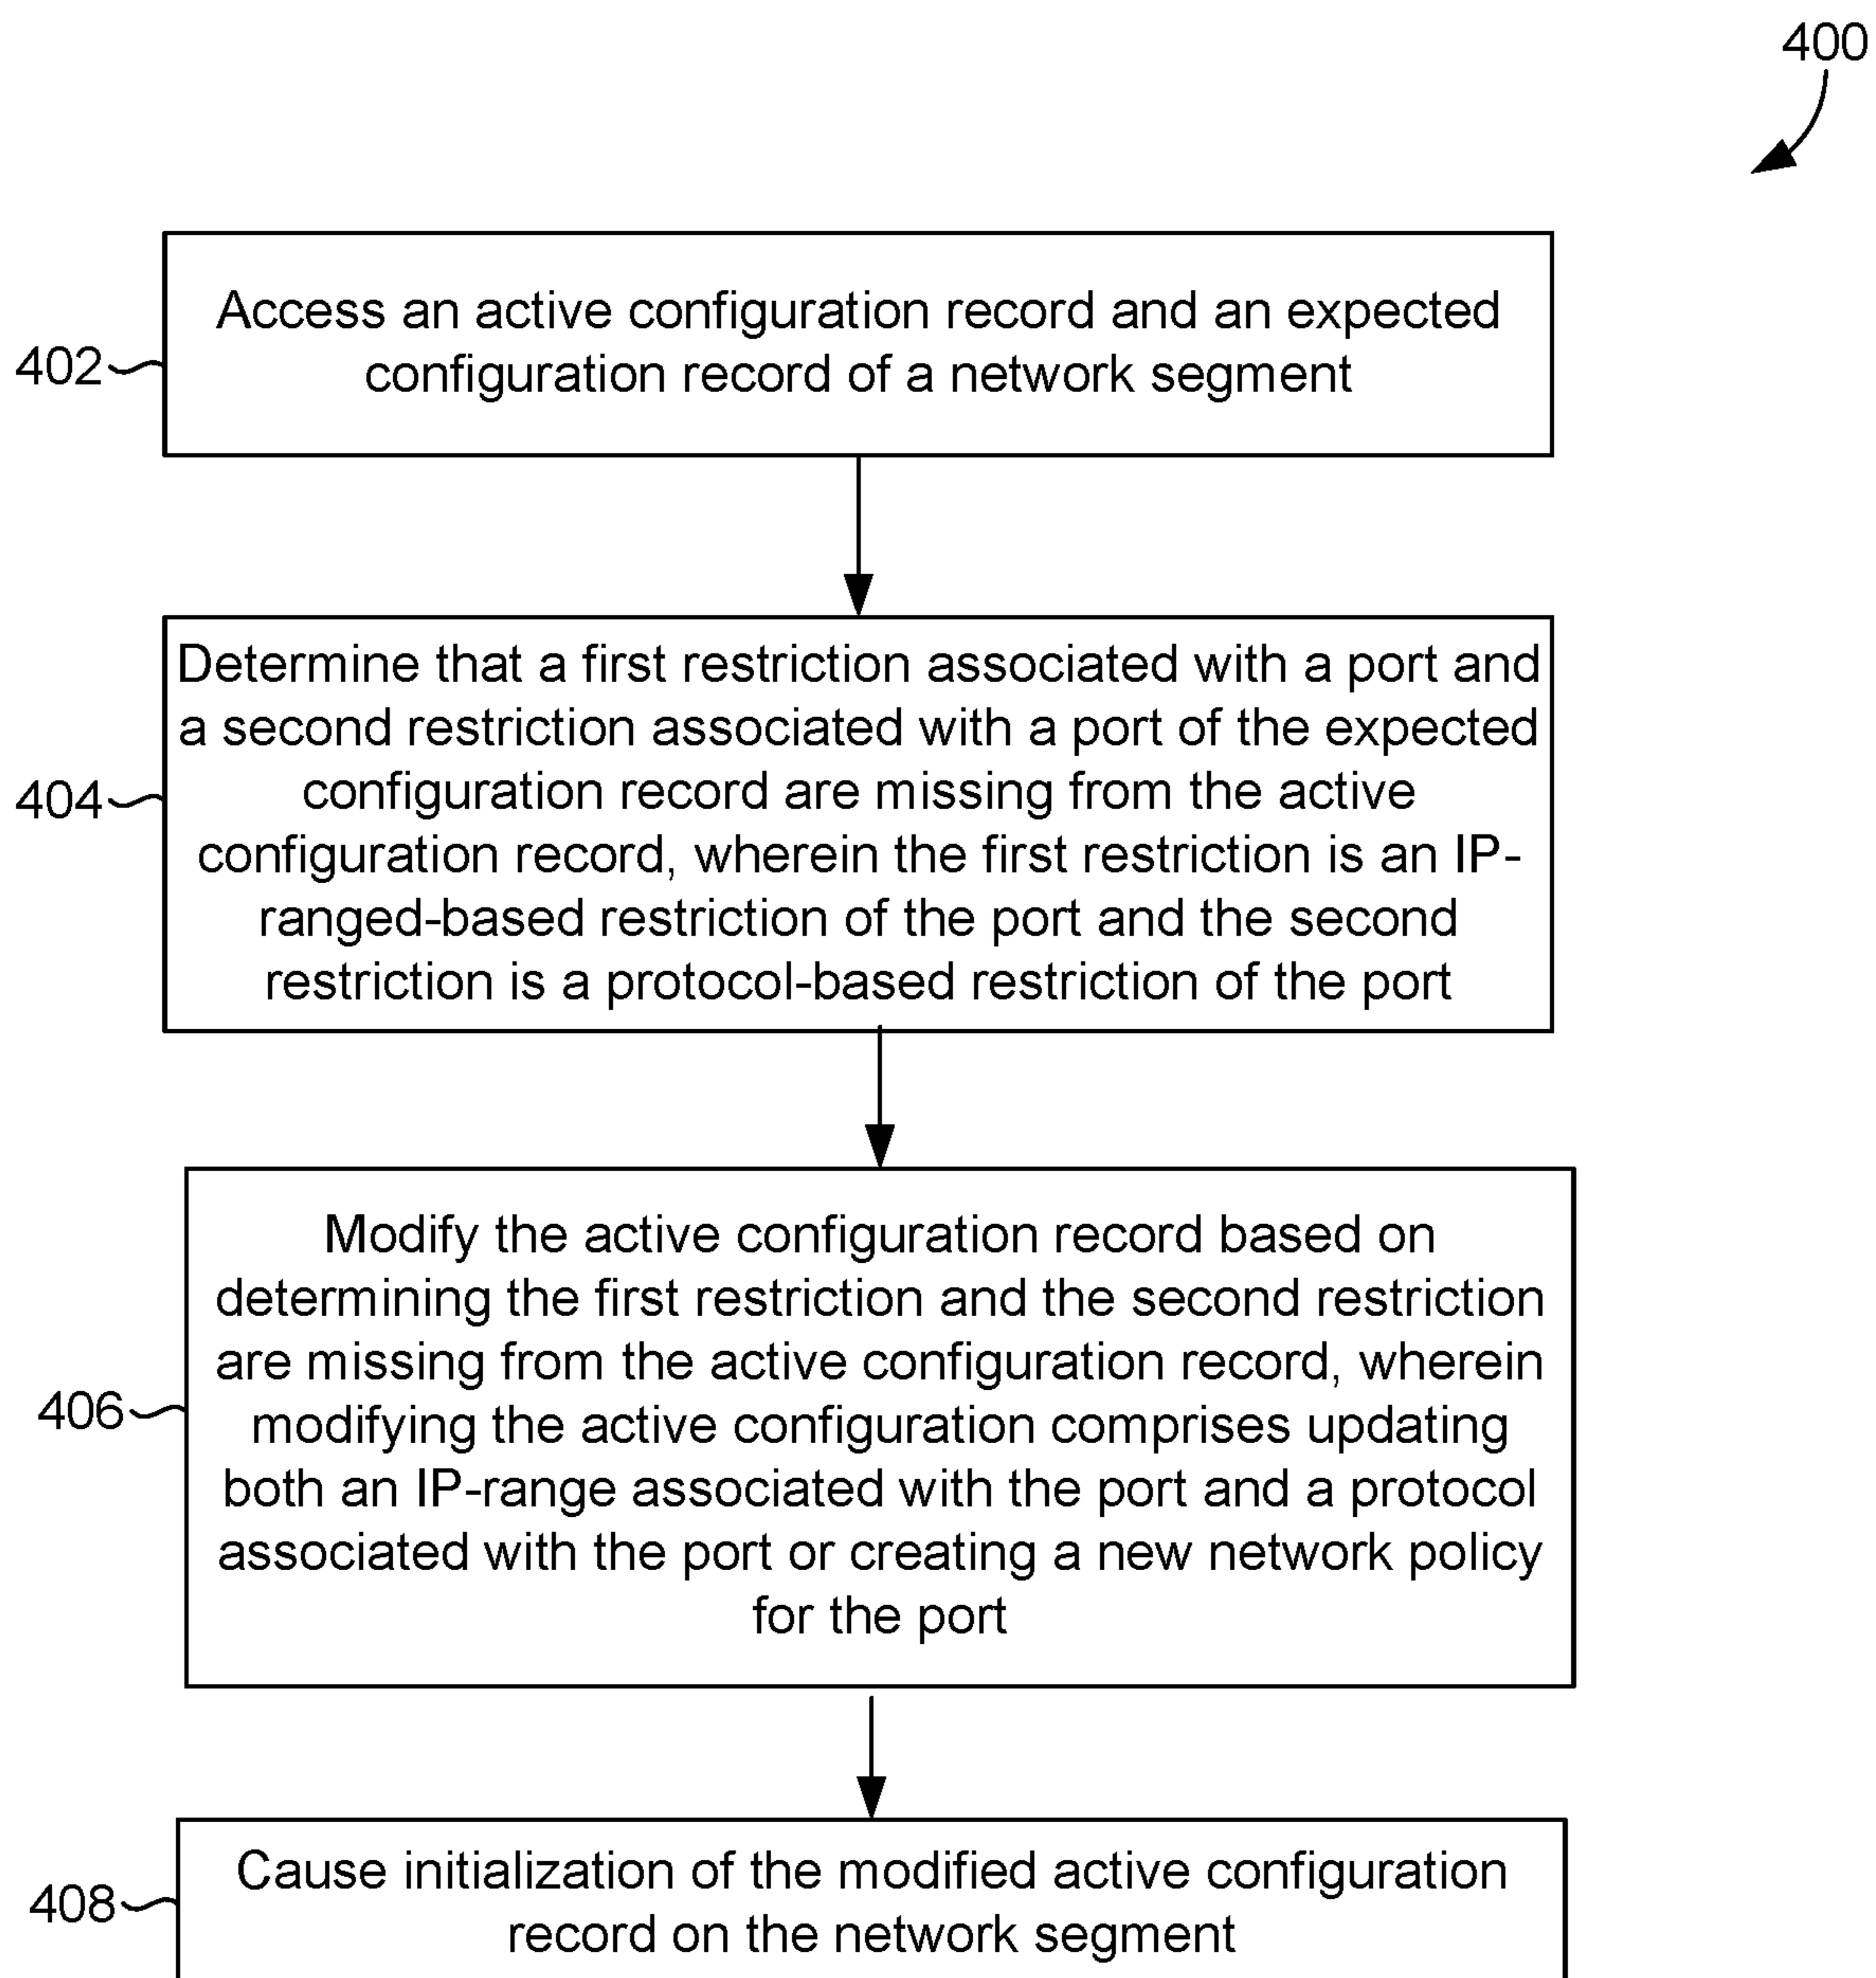 400
Access an active configuration record and an expected
configuration record of a network segment
402
Determine that a first restriction associated with a port and
a second restriction associated with a port of the expected
configuration record are missing from the active
configuration record, wherein the first restriction is an IP-
ranged-based restriction of the port and the second
restriction is a protocol-based restriction of the port
404
Modify the active configuration record based on
determining the first restriction and the second restriction
are missing from the active configuration record, wherein
modifying the active configuration comprises updating
both an IP-range associated with the port and a protocol
associated with the port or creating a new network policy
for the port
406
Cause initialization of the modified active configuration
record on the network segment
408